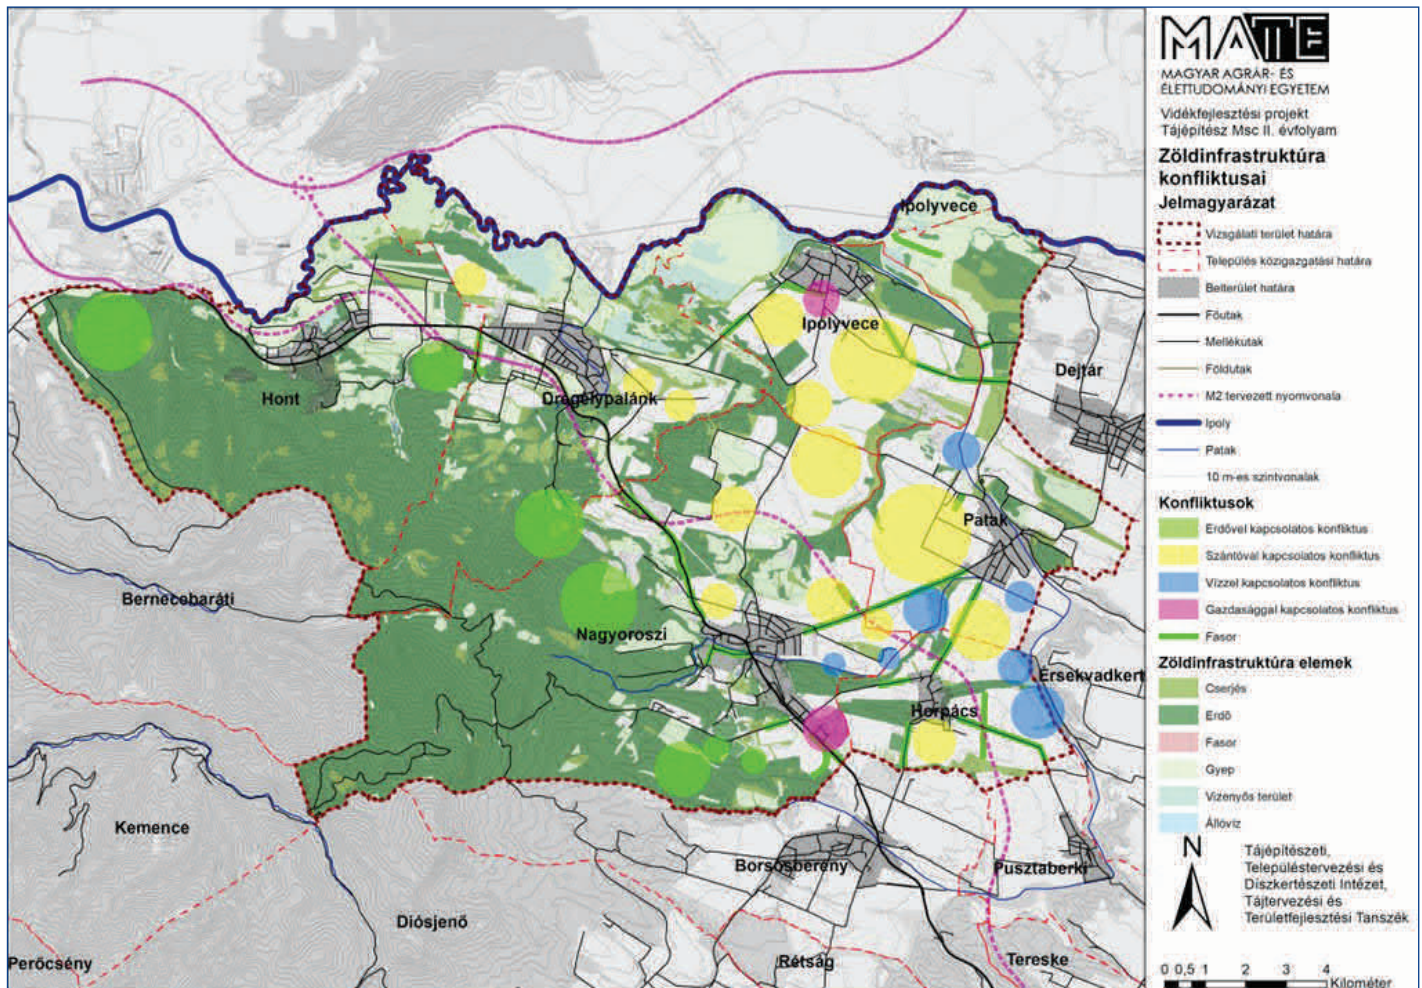 MATE
MAGYAR AGRÁR- ÉS
ÉLETTUDOMÁNYI EGYETEM
Vidékfejlesztési projekt
Tájépítész Msc II. évfolyam
Zöldinfrastruktúra
konfliktusai
Jelmagyarázat
Vizsgálati terület határa
Település közigazgatási határa
Belterület határa
Főutak
Mellékutak
Földutak
M2 tervezett nyomvonala
Ipoly
Patak
10 m-es szintvonalak
Konfliktusok
Erdővel kapcsolatos konfliktus
Szántóval kapcsolatos konfliktus
Vízzel kapcsolatos konfliktus
Gazdasággal kapcsolatos konfliktus
Fasor
Zöldinfrastruktúra elemek
Cserjés
Erdő
Fasor
Gyep
Vizenyős terület
Állóvíz
N
Tájépítészeti,
Településtervezési és
Díszkertészeti Intézet,
Tájtervezési és
Területfejlesztési Tanszék
0 0,5 1 2 3 4
Kilométer
Ipolyvece
Ipolyvece
Dejtár
Hont
Drégelypalánk
Patak
Bernecebaráti
Nagyoroszi
Érsekvadkert
Horpács
Kemence
Borsosberény
Pusztaberki
Diósjenő
Perőcsény
Rétság
Tereske